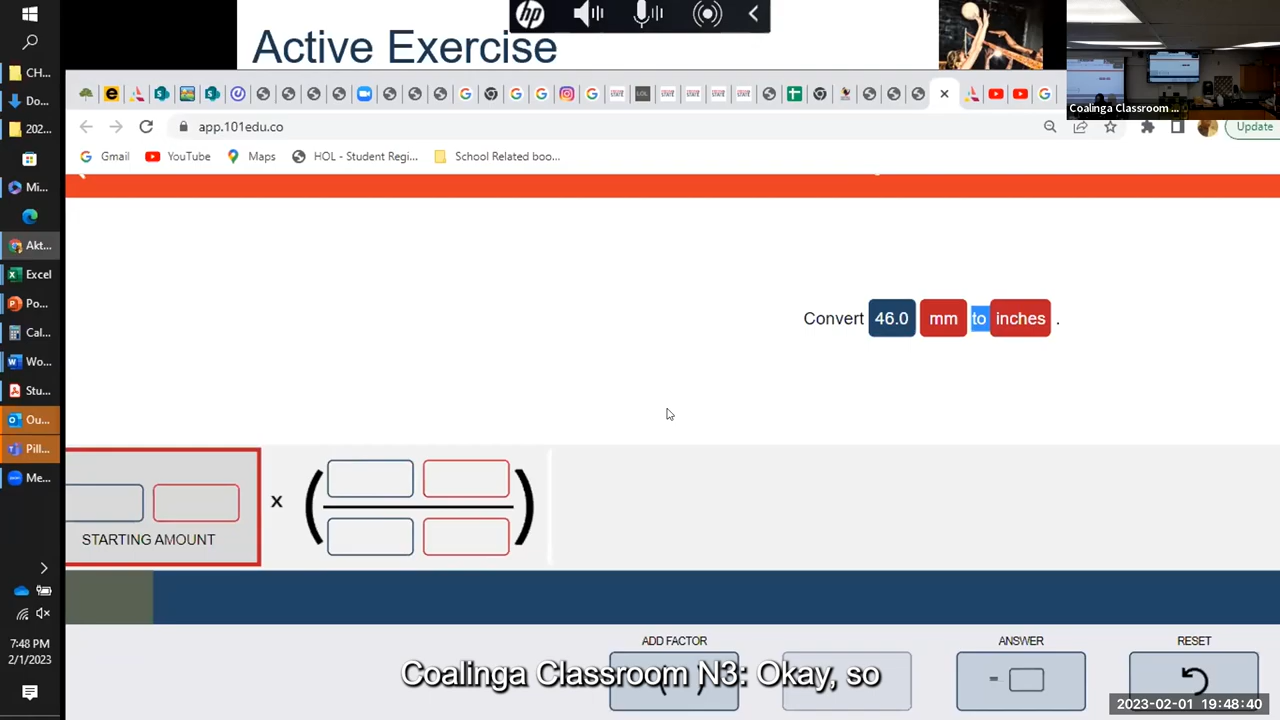 hp
Active Exercise
CH...
Do...
202...
Mi...
Akt...
Excel
Po...
Cal...
Wo...
Stu...
Ou...
Pill...
Me...
7:48 PM
2/1/2023
Coalinga Classroom ...
app.101edu.co
Update
Gmail
YouTube
Maps
HOL - Student Regi...
School Related boo...
Convert 46.0 mm to inches .
x
STARTING AMOUNT
ADD FACTOR
ANSWER
RESET
( )
=
Coalinga Classroom N3: Okay, so
2023-02-01 19:48:40